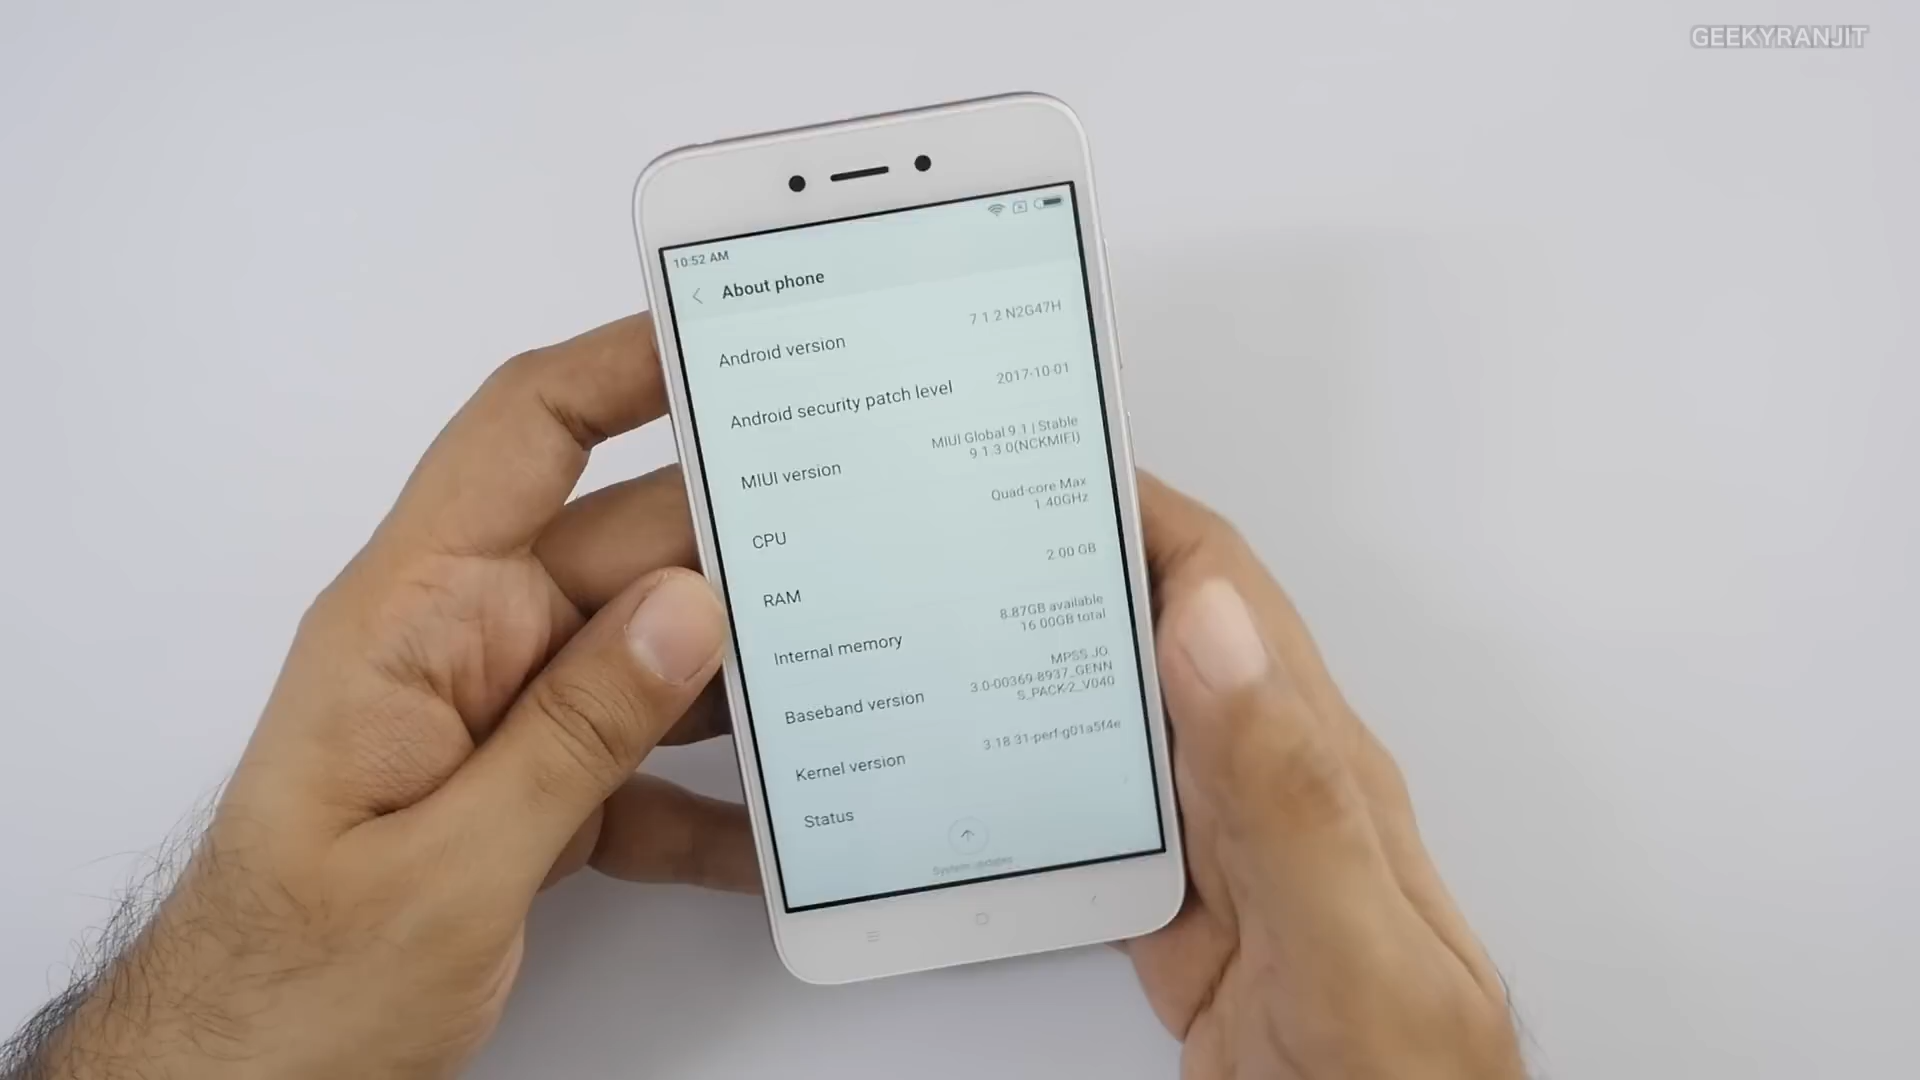 GEEKYRANJIT
10:52 AM
About phone
Android version
7 1 2 N2G47H
Android security patch level
2017-10-01
MIUI version
MIUI Global 9 1 | Stable
9 1 3 0(NCKMIFI)
CPU
Quad-core Max
1 40GHz
RAM
2 00 GB
Internal memory
8.87GB available
16 00GB total
Baseband version
MPSS JO
3.0-00369-8937_GENN
S_PACK-2_V040
Kernel version
3 18 31-perf-g01a5f4e
Status
System updates